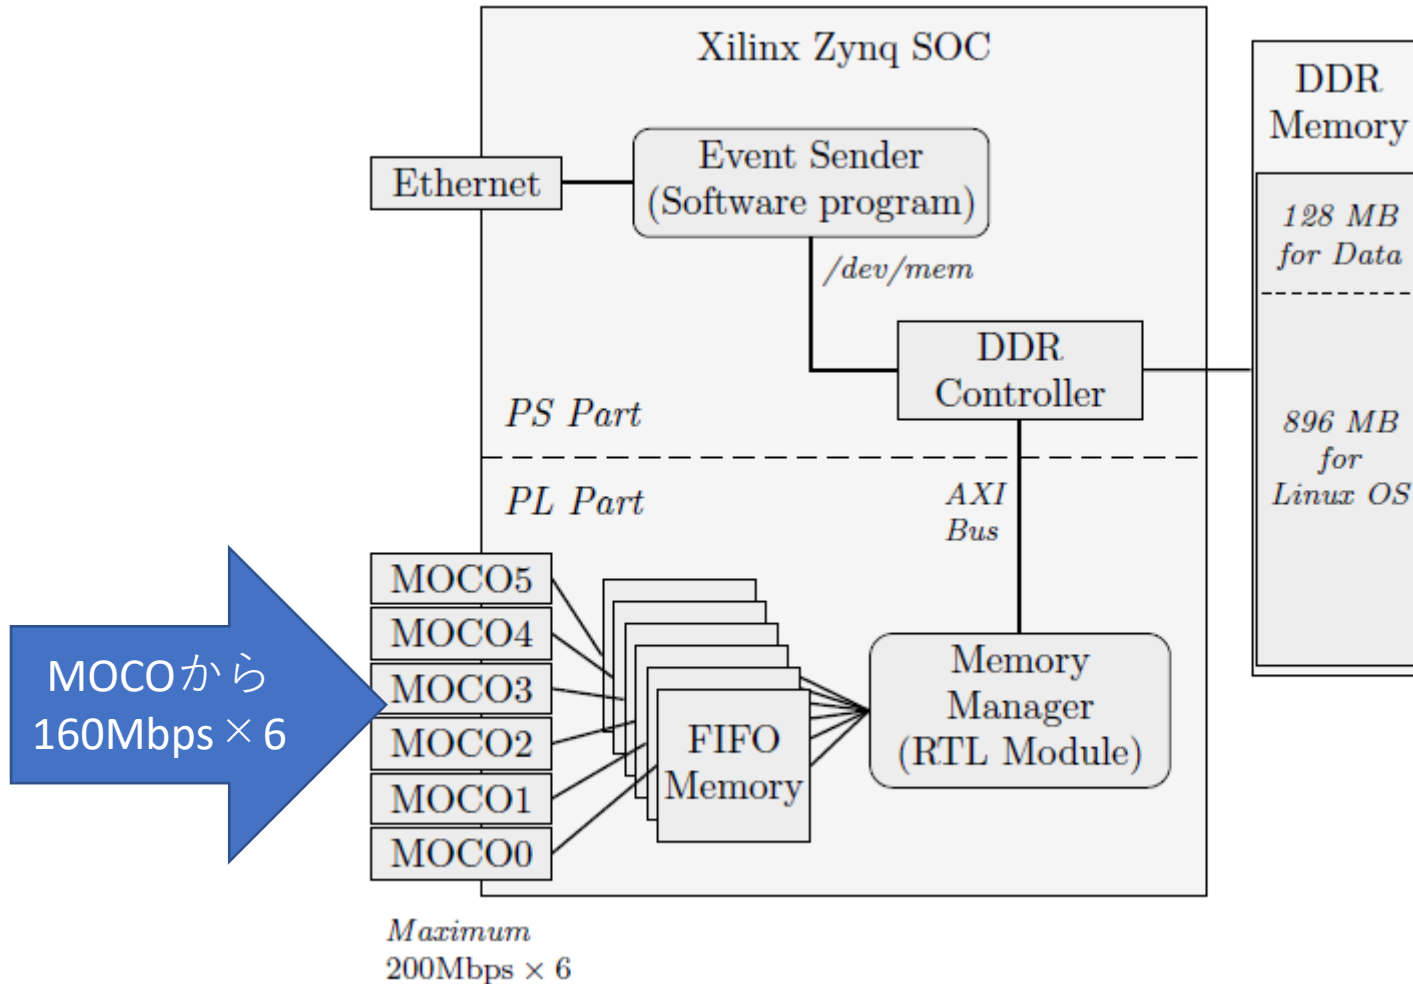 Xilinx Zynq SOC
DDR
Memory
Ethernet
Event Sender
(Software program)
/dev/mem
128 MB
for Data
DDR
Controller
PS Part
896 MB
for
Linux OS
PL Part
AXI
Bus
MOCO5
MOCO4
MOCO3
MOCO2
MOCO1
MOCO0
MOCOから
160Mbps×6
FIFO
Memory
Memory
Manager
(RTL Module)
Maximum
200Mbps × 6